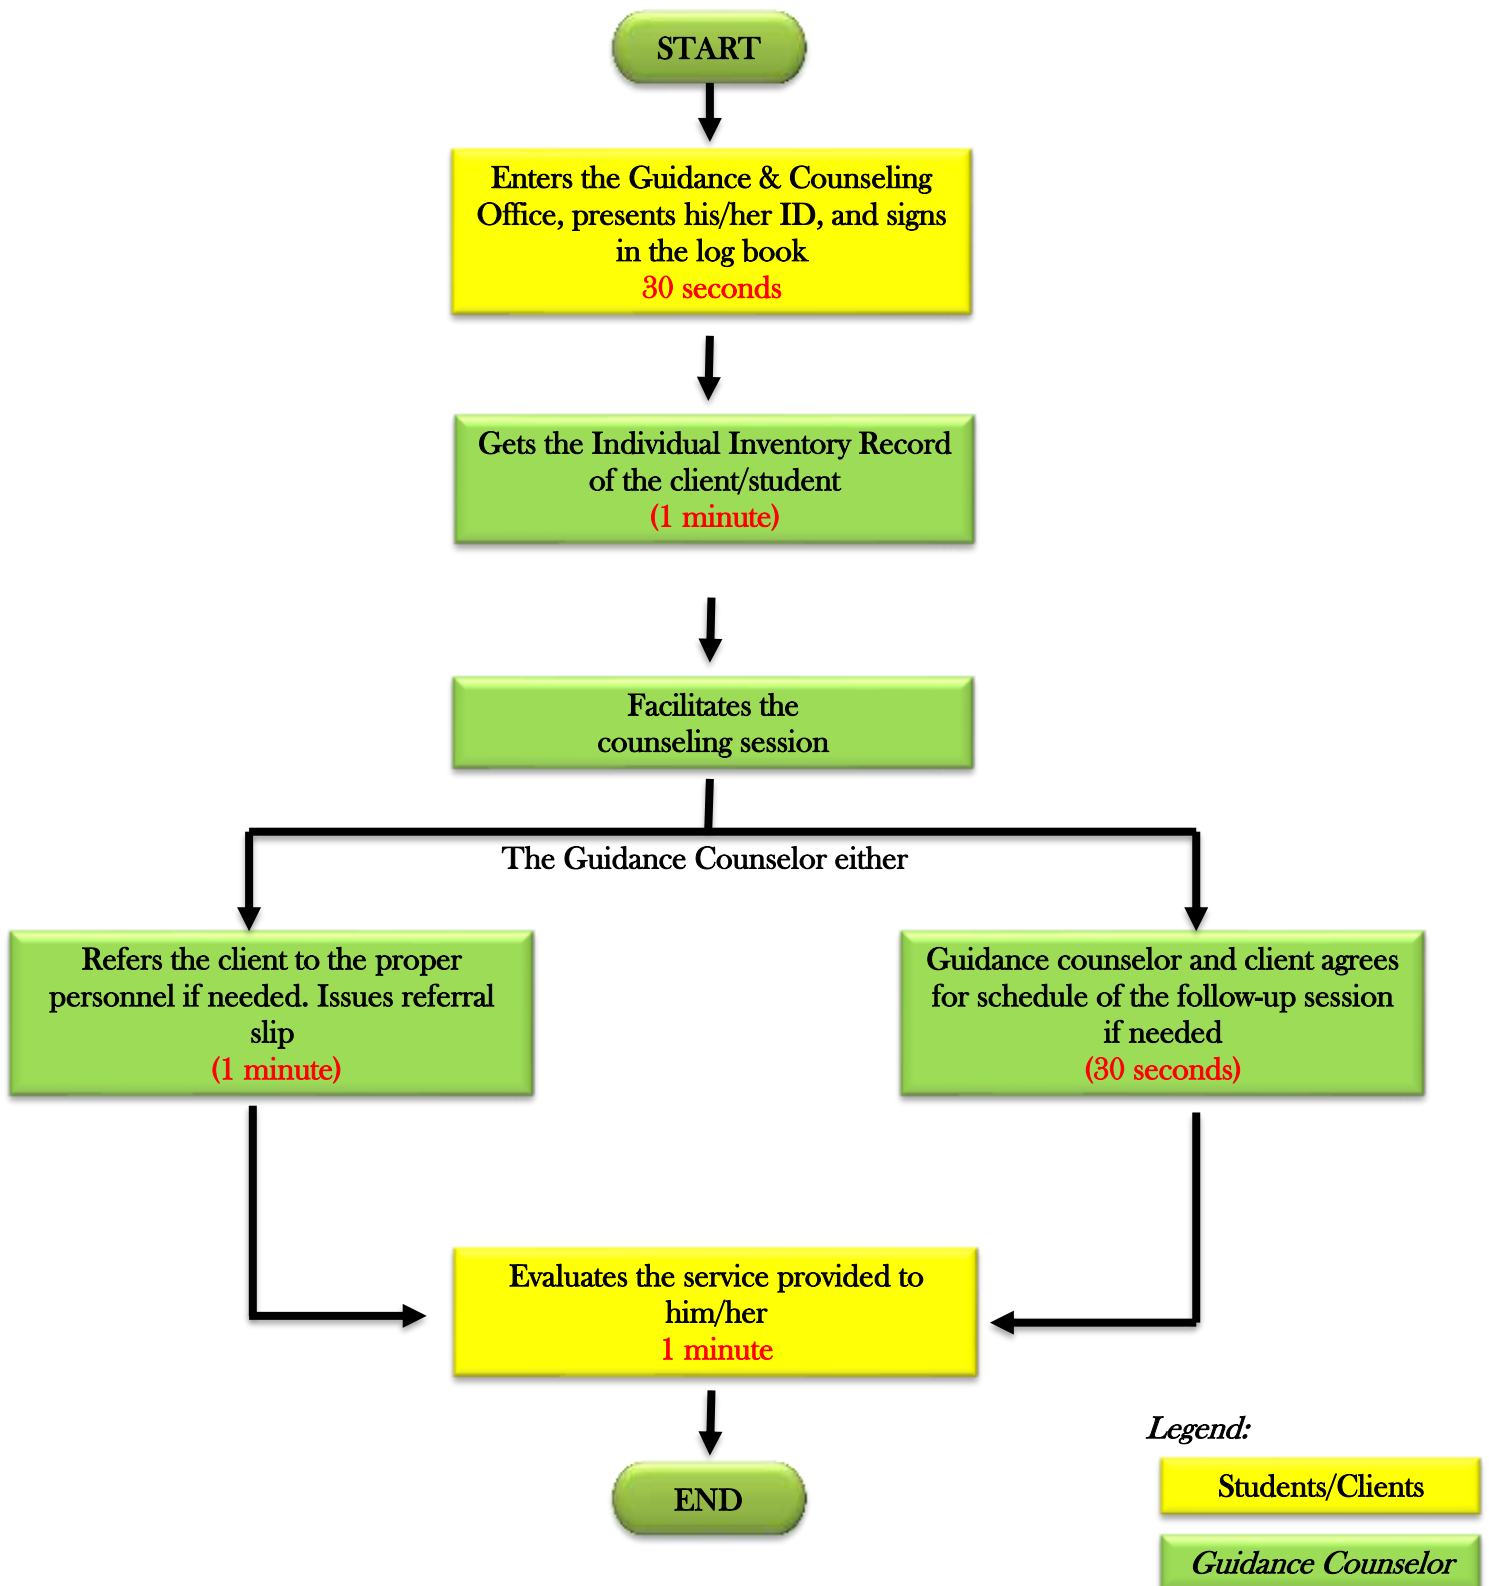 START
Enters the Guidance & Counseling
Office, presents his/her ID, and signs
in the log book
30 seconds
Gets the Individual Inventory Record
of the client/student
(1 minute)
Facilitates the
counseling session
The Guidance Counselor either
Refers the client to the proper
personnel if needed. Issues referral
slip
(1 minute)
Guidance counselor and client agrees
for schedule of the follow-up session
if needed
(30 seconds)
Evaluates the service provided to
him/her
1 minute
END
Legend:
Students/Clients
Guidance Counselor